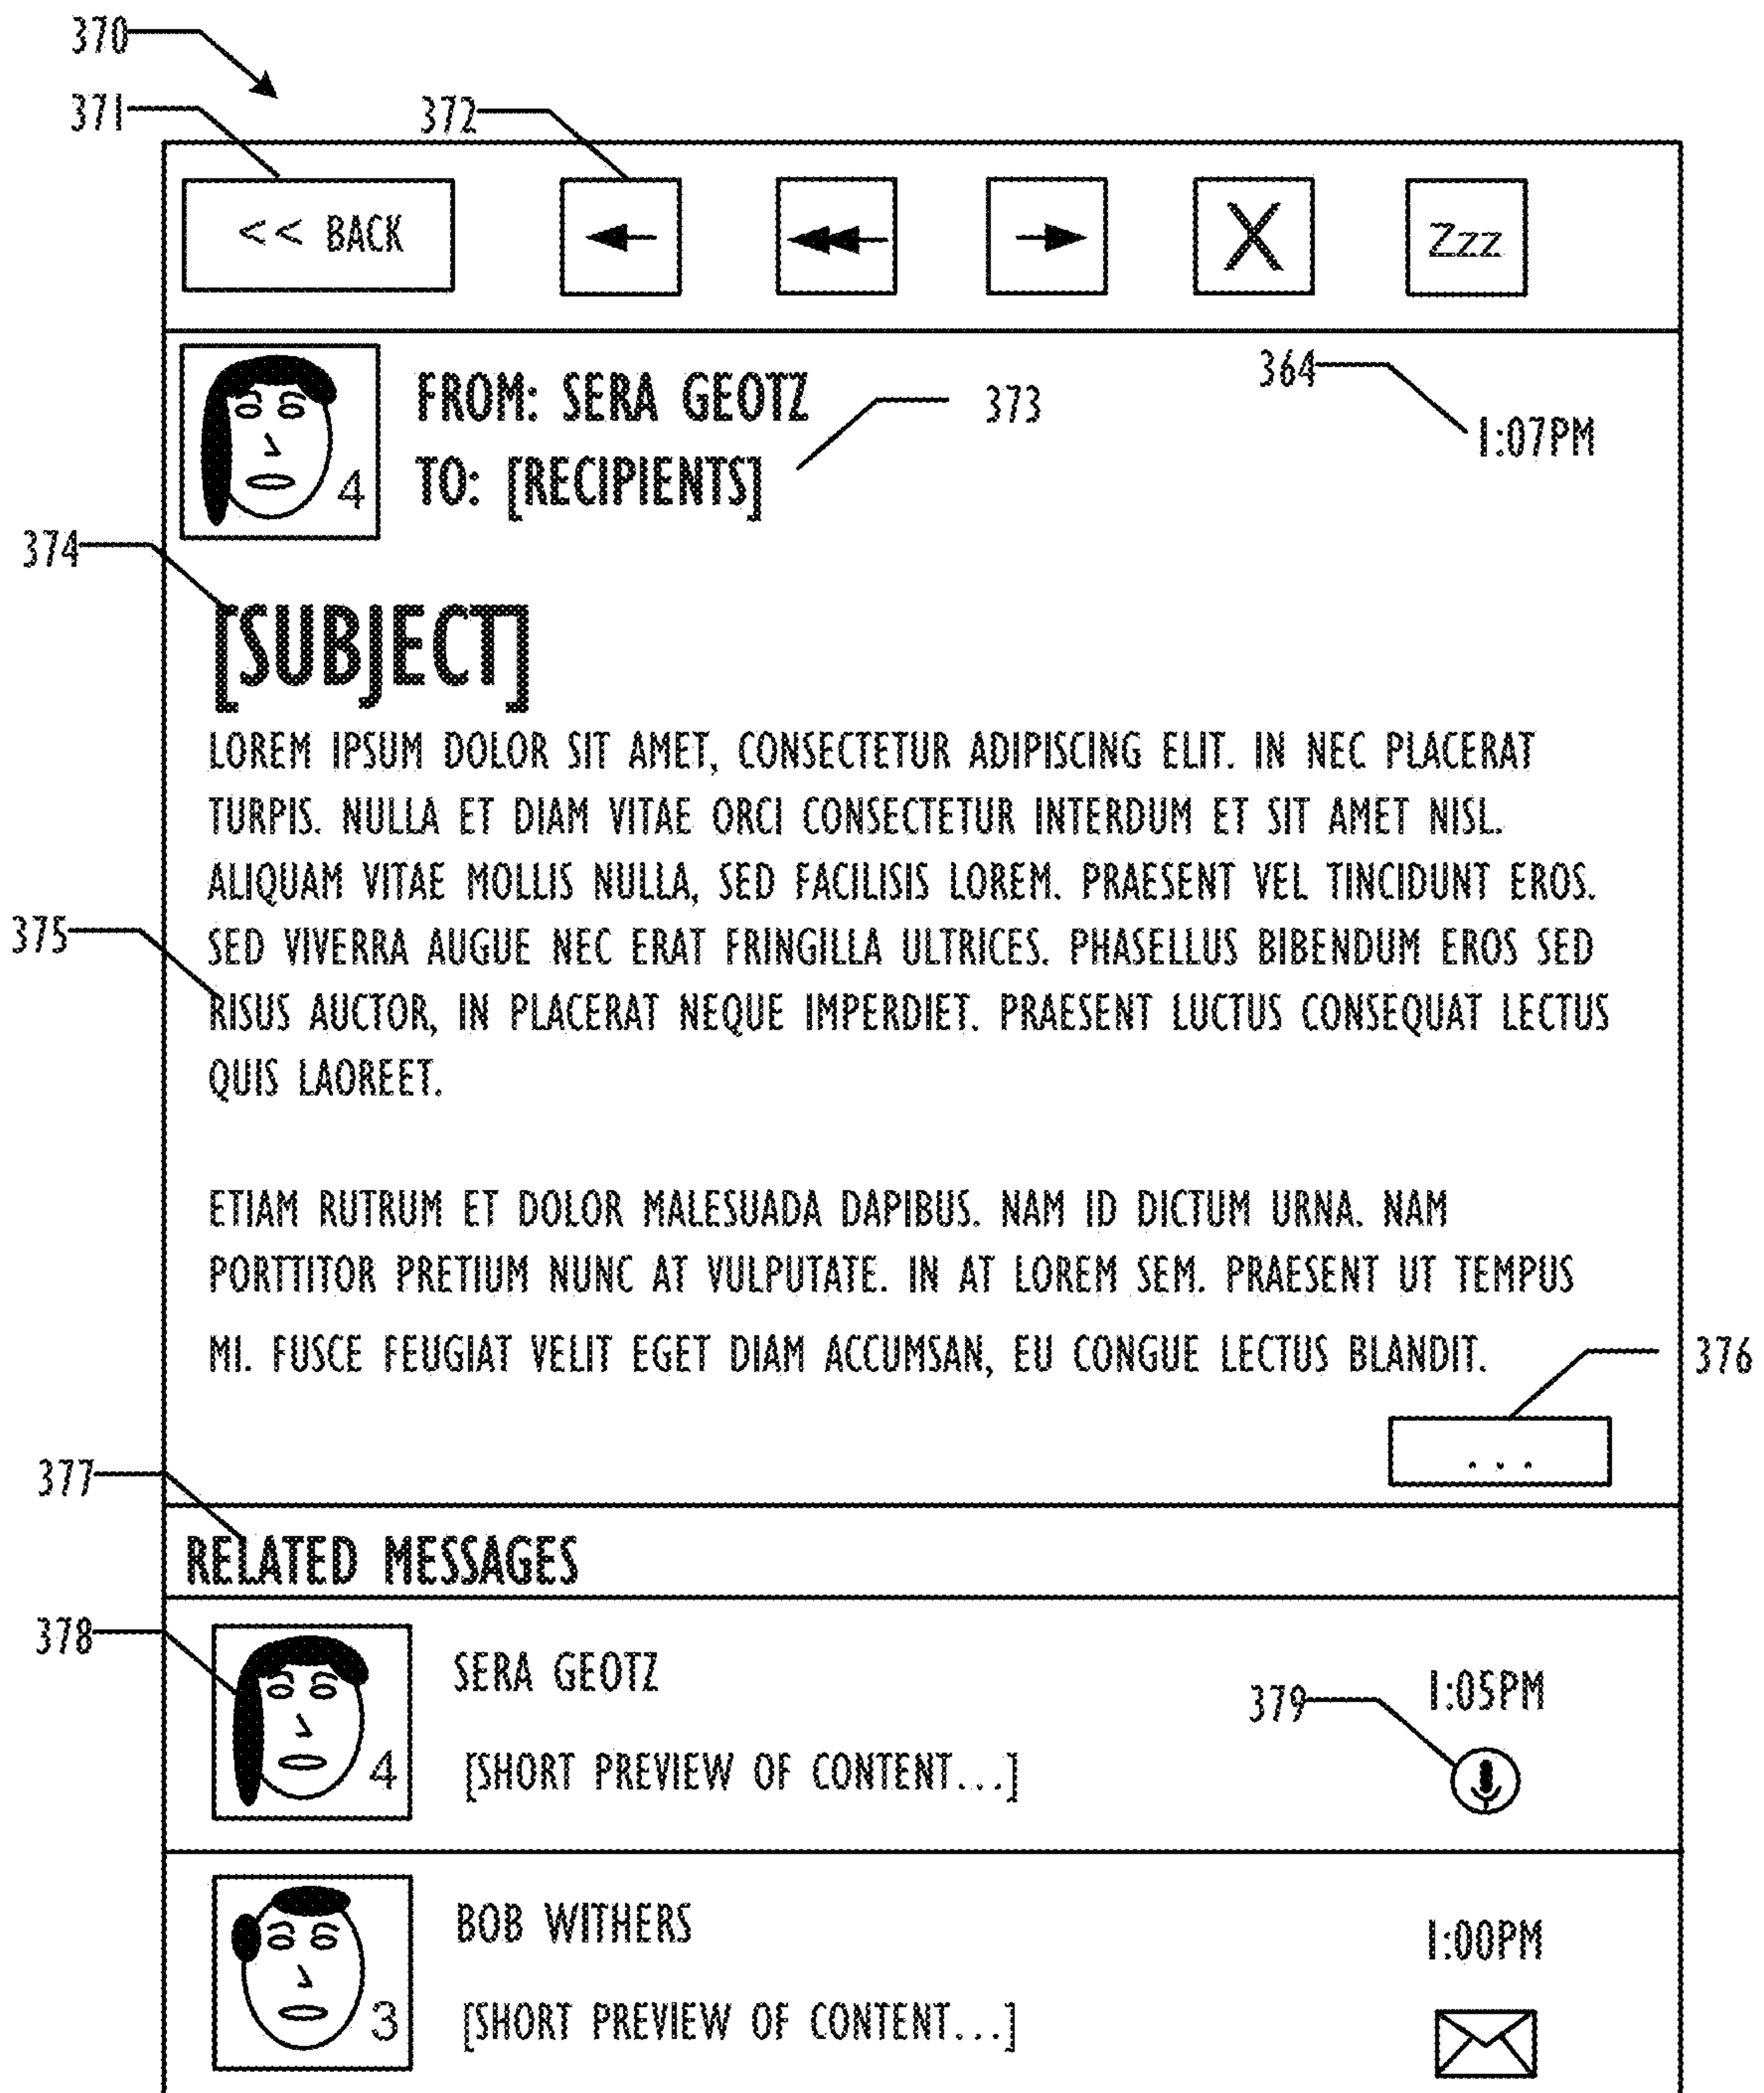 370
371
372
<< BACK
Zzz
364
FROM: SERA GEOTZ
373
1:07PM
TO: [RECIPIENTS]
4
374
[SUBJECT]
LOREM IPSUM DOLOR SIT AMET, CONSECTETUR ADIPISCING ELIT. IN NEC PLACERAT
TURPIS. NULLA ET DIAM VITAE ORCI CONSECTETUR INTERDUM ET SIT AMET NISL.
ALIQUAM VITAE MOLLIS NULLA, SED FACILISIS LOREM. PRAESENT VEL TINCIDUNT EROS.
375
SED VIVERRA AUGUE NEC ERAT FRINGILLA ULTRICES. PHASELLUS BIBENDUM EROS SED
RISUS AUCTOR, IN PLACERAT NEQUE IMPERDIET. PRAESENT LUCTUS CONSEQUAT LECTUS
QUIS LAOREET.
ETIAM RUTRUM ET DOLOR MALESUADA DAPIBUS. NAM ID DICTUM URNA. NAM
PORTTITOR PRETIUM NUNC AT VULPUTATE. IN AT LOREM SEM. PRAESENT UT TEMPUS
MI. FUSCE FEUGIAT VELIT EGET DIAM ACCUMSAN, EU CONGUE LECTUS BLANDIT.
376
...
377
RELATED MESSAGES
378
SERA GEOTZ
1:05PM
379
4
[SHORT PREVIEW OF CONTENT...]
BOB WITHERS
1:00PM
3
[SHORT PREVIEW OF CONTENT...]